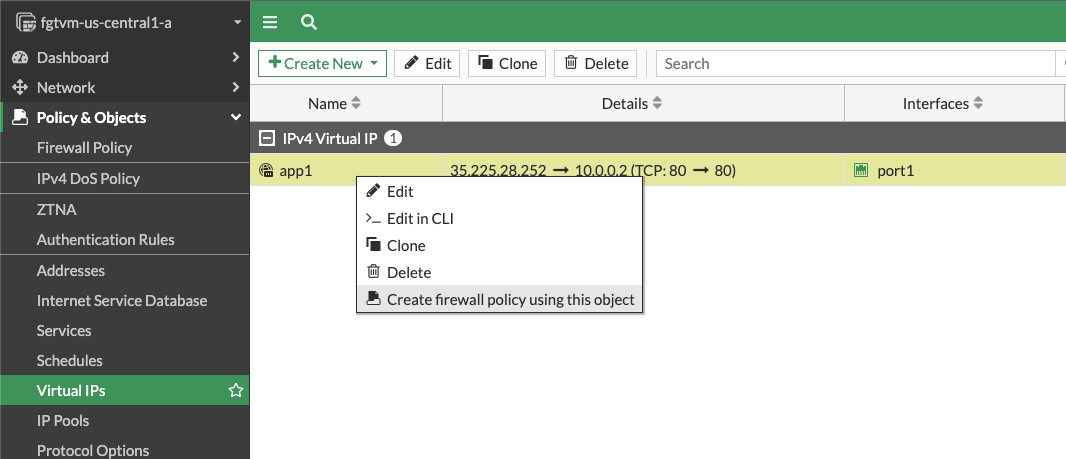 fgtvm-us-central1-a
Dashboard
Network
Policy & Objects
Firewall Policy
IPv4 DoS Policy
ZTNA
Authentication Rules
Addresses
Internet Service Database
Services
Schedules
Virtual IPs
IP Pools
Protocol Options
Create New Edit Clone Delete Search
Name Details Interfaces
IPv4 Virtual IP 1
app1 35.225.28.252 → 10.0.0.2 (TCP: 80 → 80) port1
Edit
Edit in CLI
Clone
Delete
Create firewall policy using this object